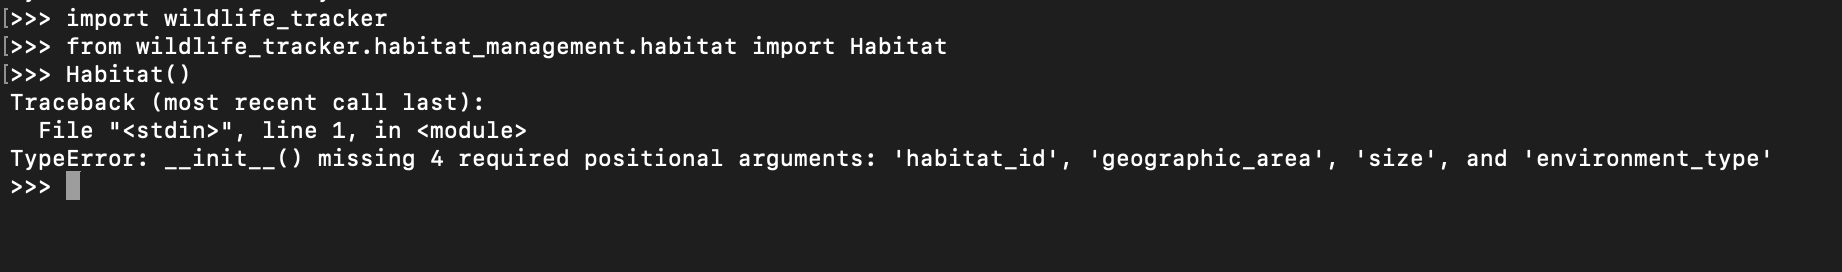 [>>> import wildlife_tracker
[>>> from wildlife_tracker.habitat_management.habitat import Habitat
[>>> Habitat()
Traceback (most recent call last):
  File "<stdin>", line 1, in <module>
TypeError: __init__() missing 4 required positional arguments: 'habitat_id', 'geographic_area', 'size', and 'environment_type'
>>>